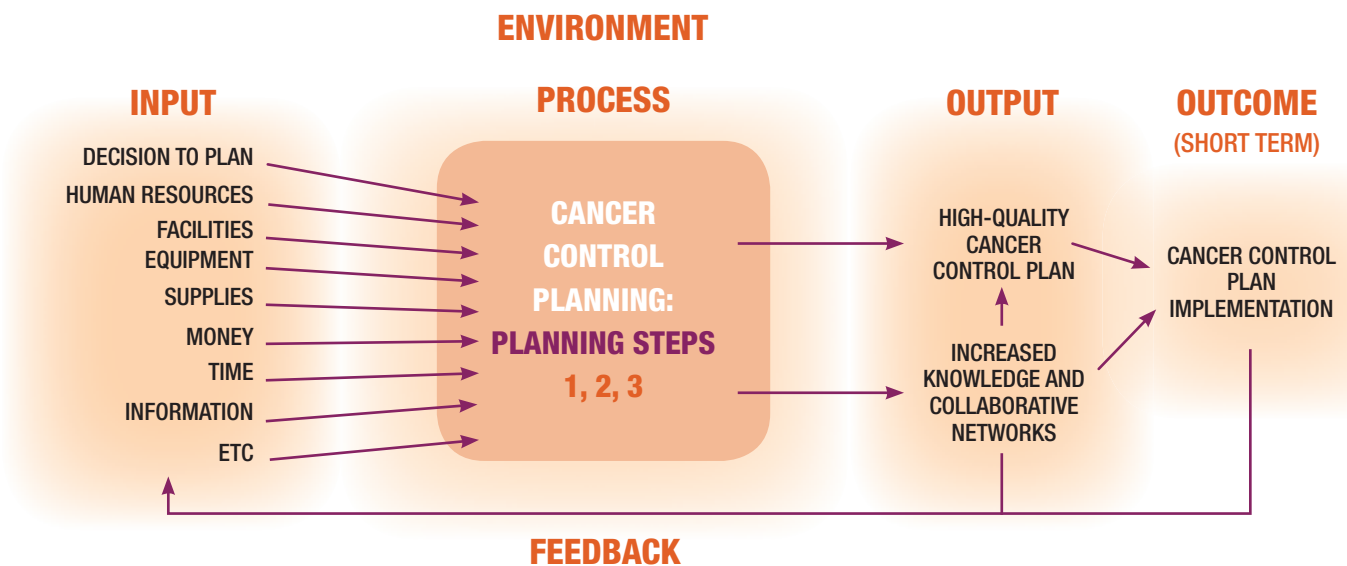 ENVIRONMENT
INPUT
DECISION TO PLAN
HUMAN RESOURCES
FACILITIES
EQUIPMENT
SUPPLIES
MONEY
TIME
INFORMATION
ETC
PROCESS
CANCER
CONTROL
PLANNING:
PLANNING STEPS
1, 2, 3
OUTPUT
HIGH-QUALITY
CANCER
CONTROL PLAN
INCREASED
KNOWLEDGE AND
COLLABORATIVE
NETWORKS
OUTCOME
(SHORT TERM)
CANCER CONTROL
PLAN
IMPLEMENTATION
FEEDBACK